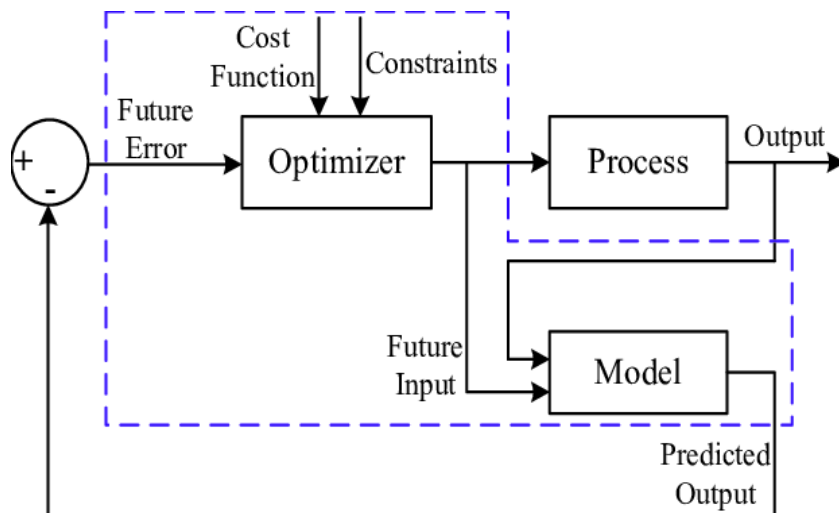 Cost
Function
Constraints
Future
Error
+
-
Optimizer
Process
Output
Future
Input
Model
Predicted
Output